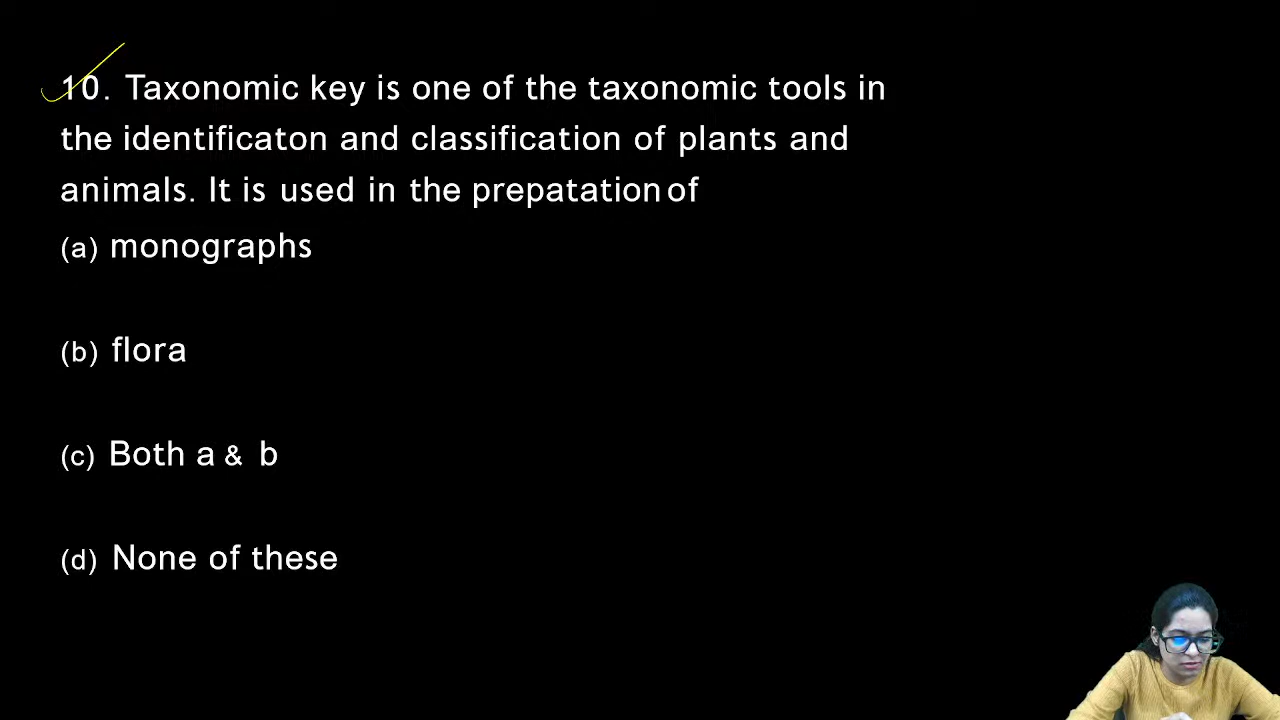 10. Taxonomic key is one of the taxonomic tools in
the identificaton and classification of plants and
animals. It is used in the prepatation of
(a) monographs
(b) flora
(c) Both a & b
(d) None of these